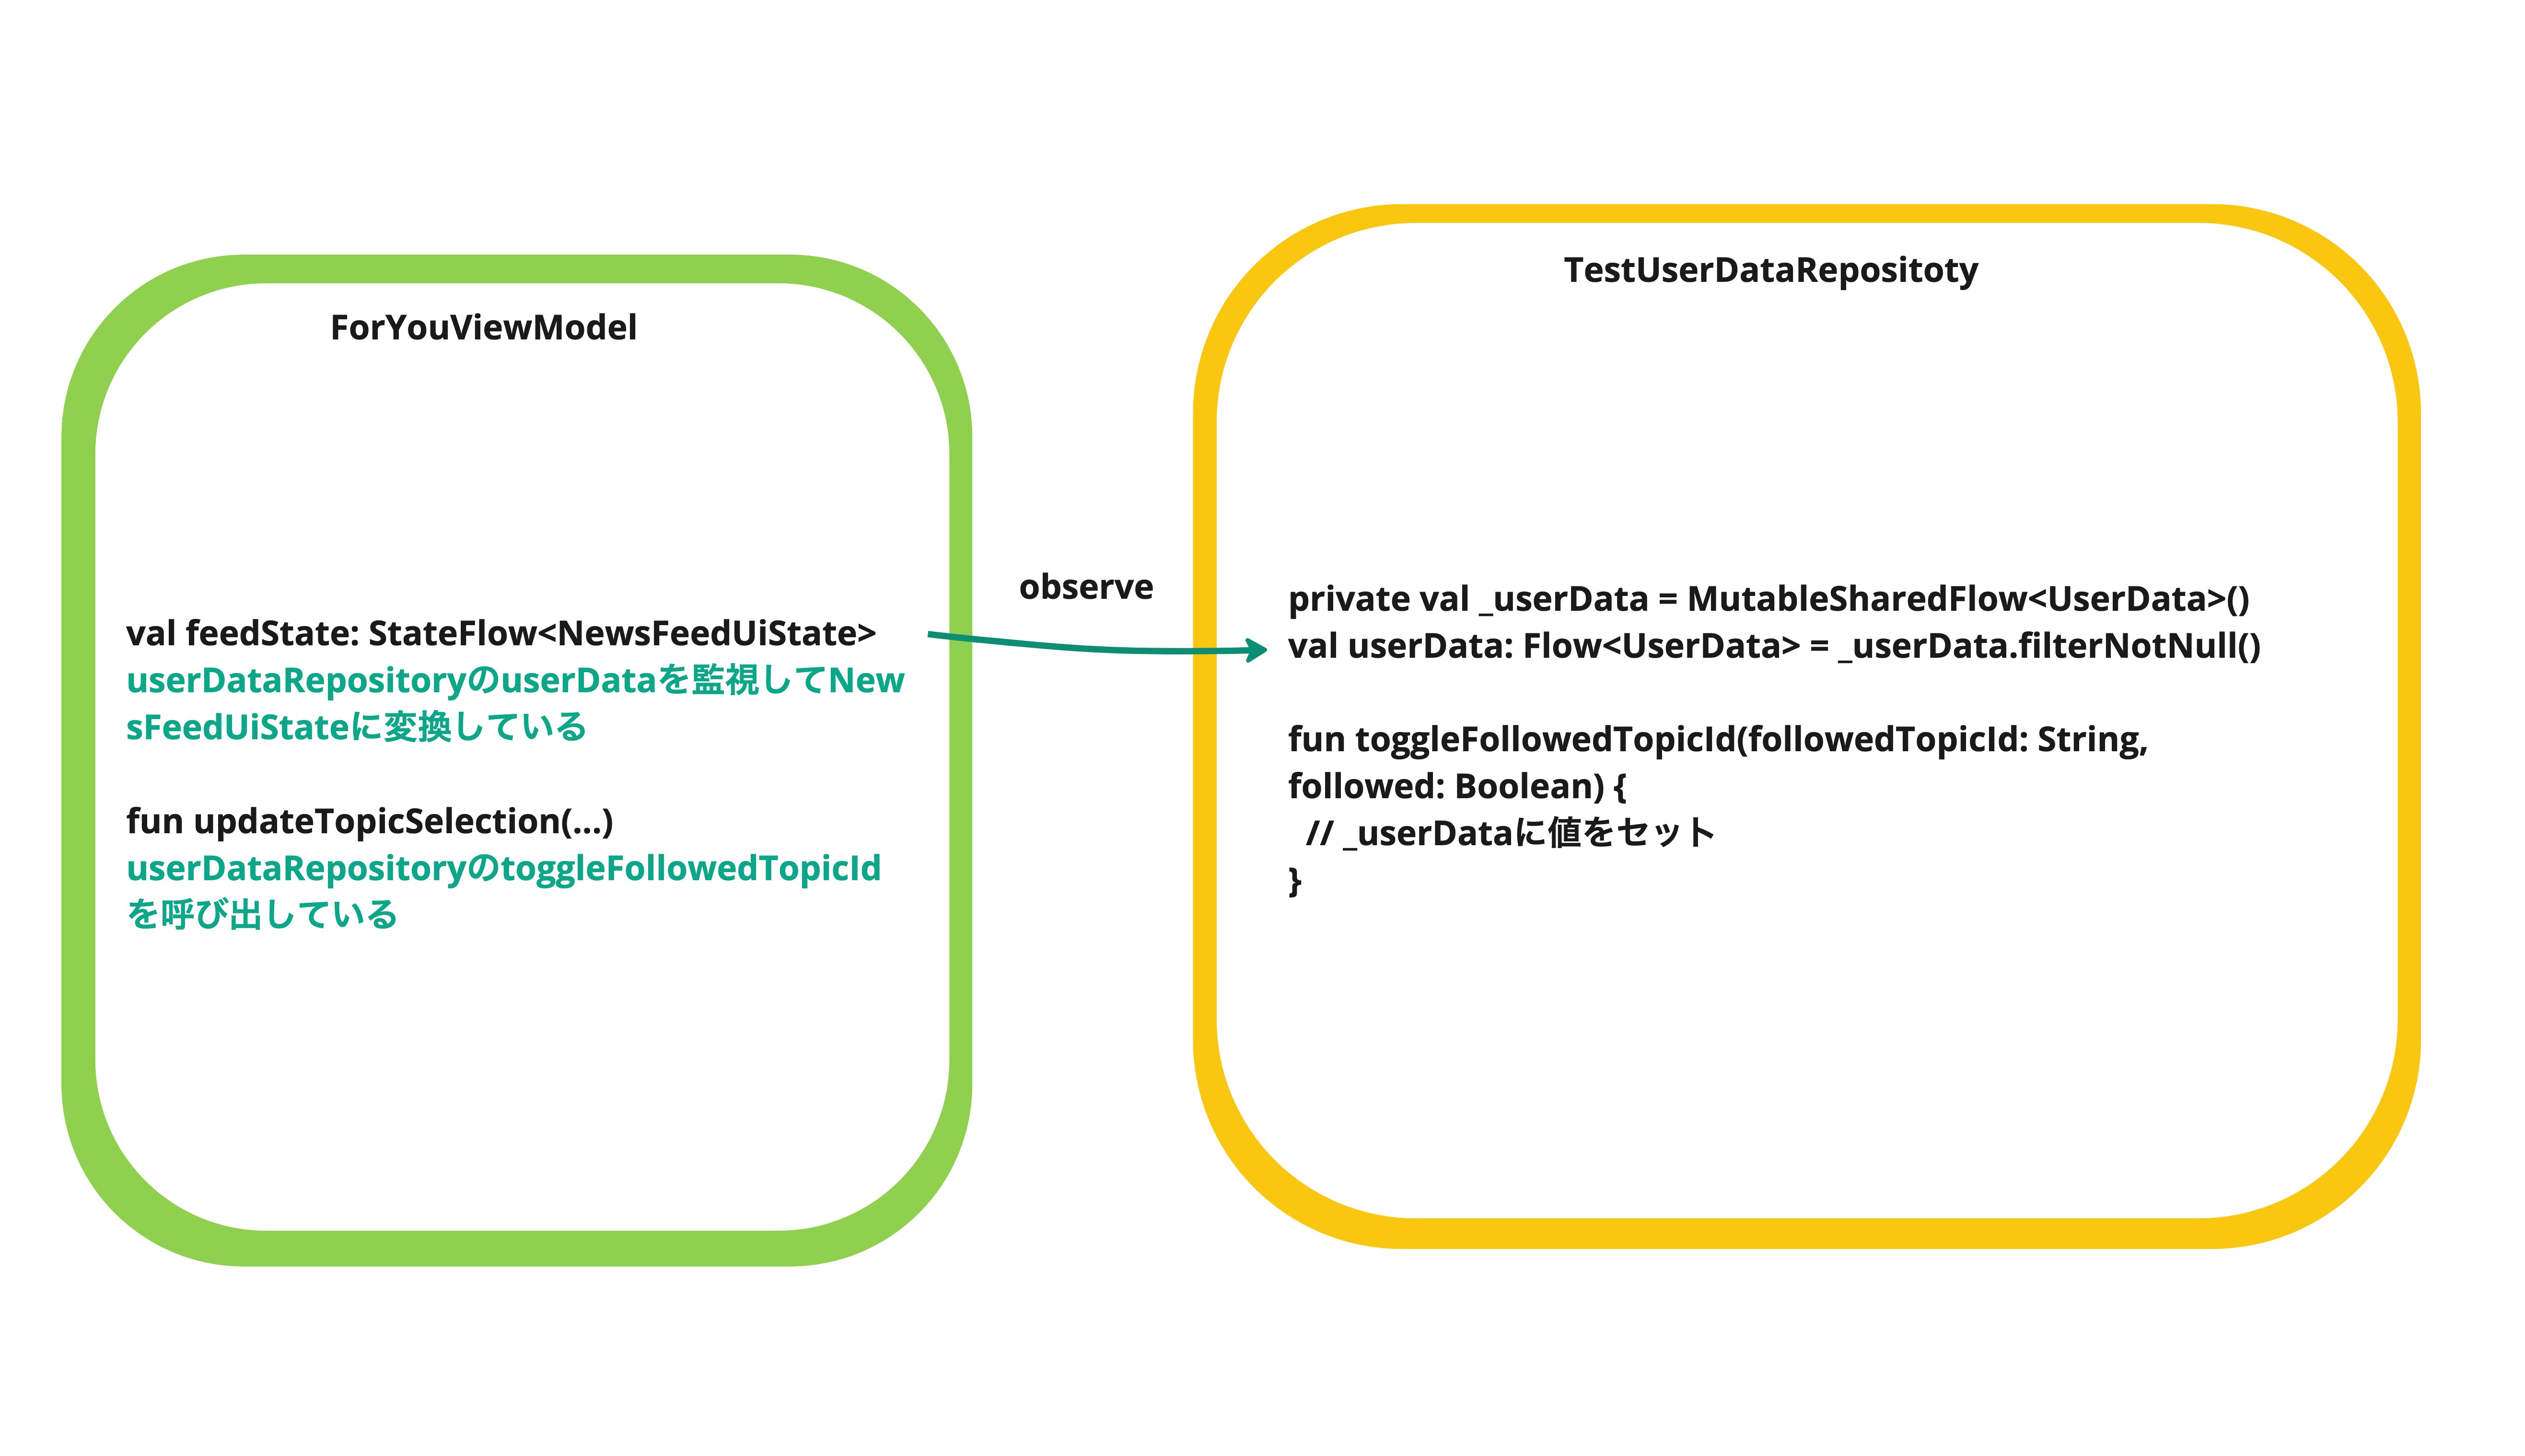 ForYouViewModel
val feedState: StateFlow<NewsFeedUiState>
userDataRepositoryのuserDataを監視してNew
sFeedUiStateに変換している
fun updateTopicSelection(...)
userDataRepositoryのtoggleFollowedTopicId
を呼び出している
observe
TestUserDataRepositoty
private val _userData = MutableSharedFlow<UserData>()
val userData: Flow<UserData> = _userData.filterNotNull()
fun toggleFollowedTopicId(followedTopicId: String,
followed: Boolean) {
// _userDataに値をセット
}